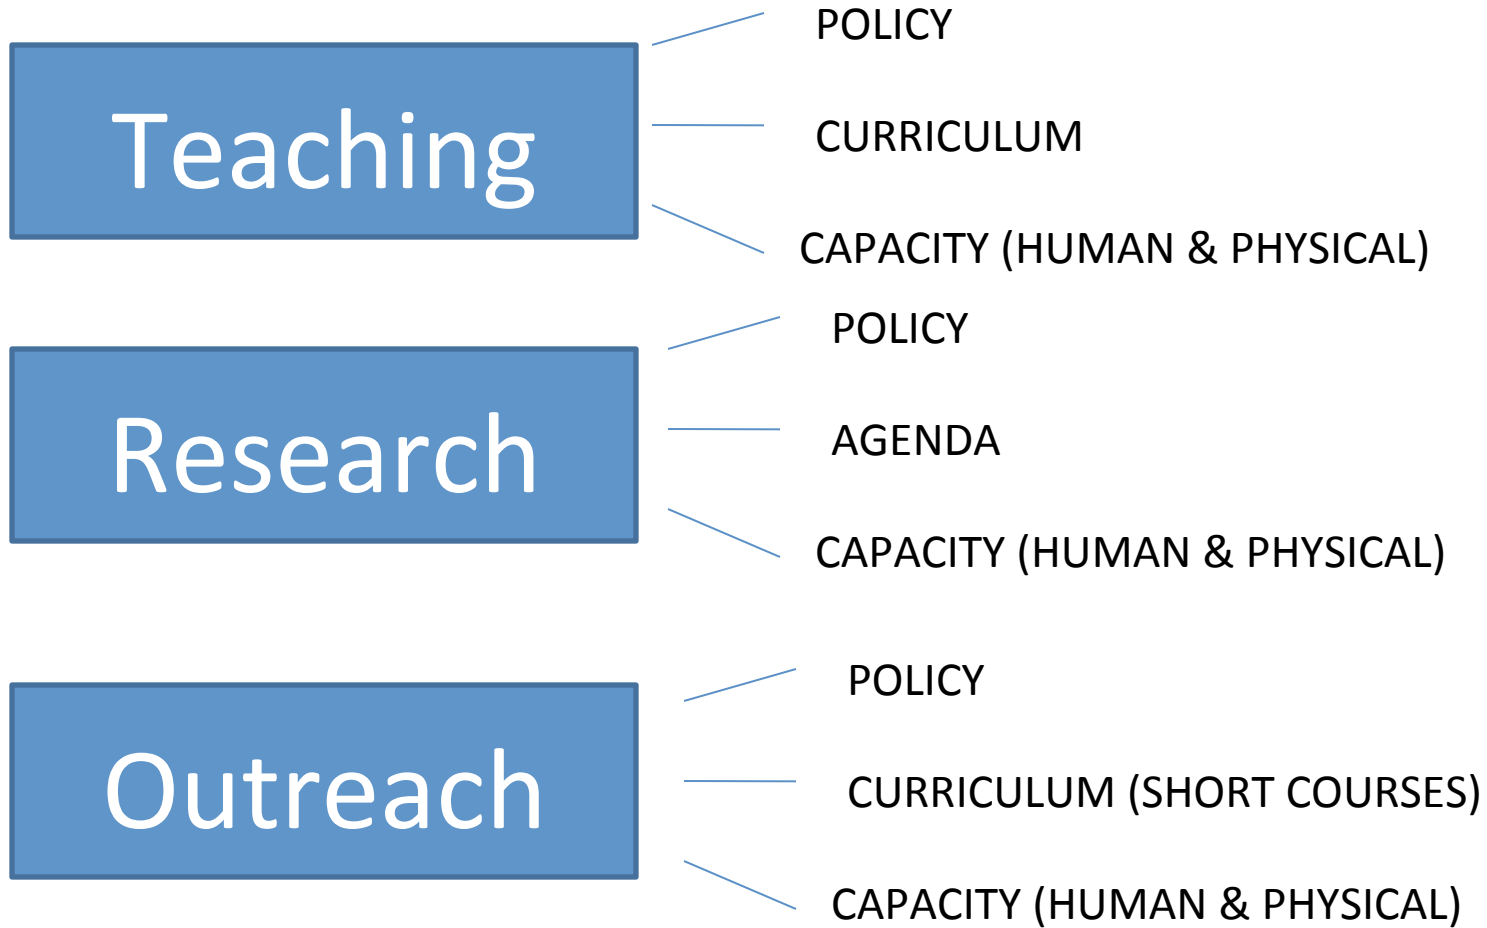 Teaching
POLICY
CURRICULUM
CAPACITY (HUMAN & PHYSICAL)
Research
POLICY
AGENDA
CAPACITY (HUMAN & PHYSICAL)
Outreach
POLICY
CURRICULUM (SHORT COURSES)
CAPACITY (HUMAN & PHYSICAL)